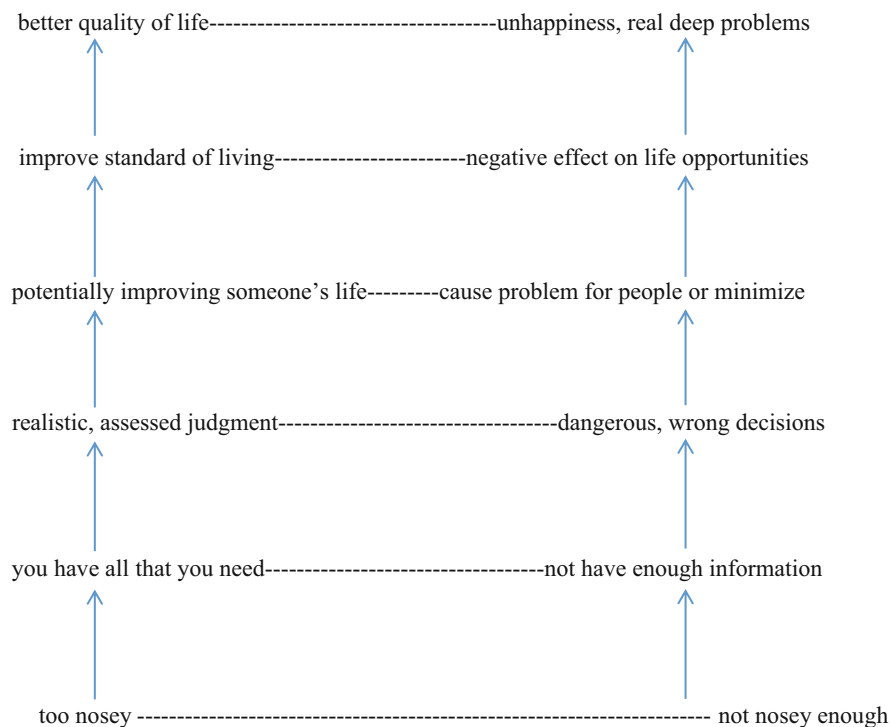 better quality of life------------------------------------unhappiness, real deep problems
improve standard of living------------------------negative effect on life opportunities
potentially improving someone’s life---------cause problem for people or minimize
realistic, assessed judgment-----------------------------------dangerous, wrong decisions
you have all that you need-----------------------------------not have enough information
too nosey ------------------------------------------------------------------------ not nosey enough